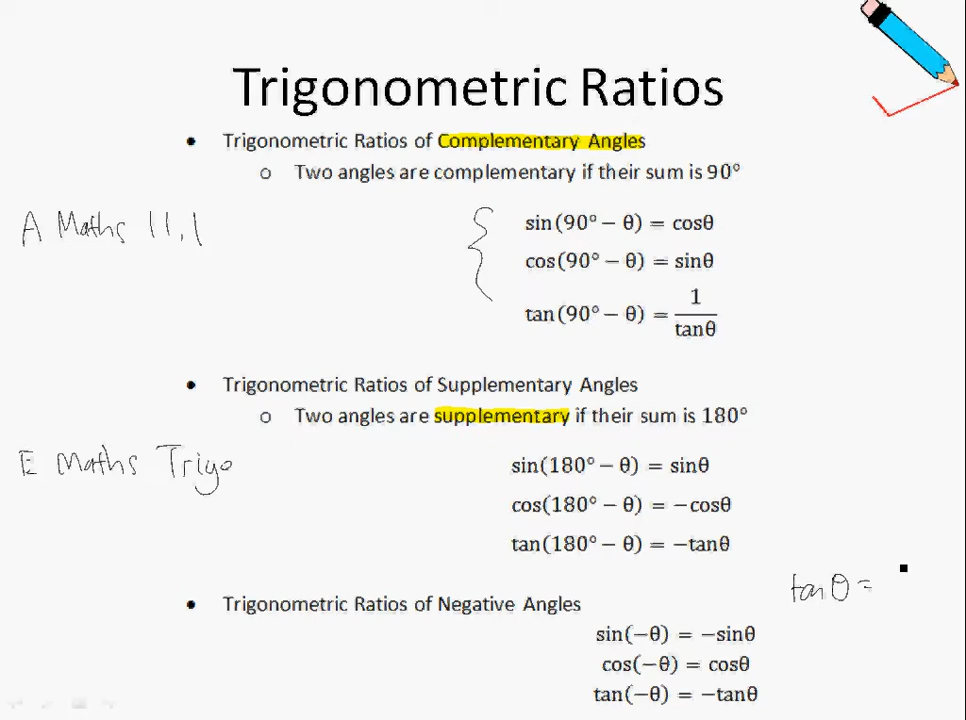 Trigonometric Ratios
• Trigonometric Ratios of Complementary Angles
o Two angles are complementary if their sum is 90°
A Maths 11.1
sin(90° − θ) = cosθ
cos(90° − θ) = sinθ
tan(90° − θ) = 1/tanθ
• Trigonometric Ratios of Supplementary Angles
o Two angles are supplementary if their sum is 180°
E Maths Trigo
sin(180° − θ) = sinθ
cos(180° − θ) = −cosθ
tan(180° − θ) = −tanθ
tanθ =
• Trigonometric Ratios of Negative Angles
sin(−θ) = −sinθ
cos(−θ) = cosθ
tan(−θ) = −tanθ